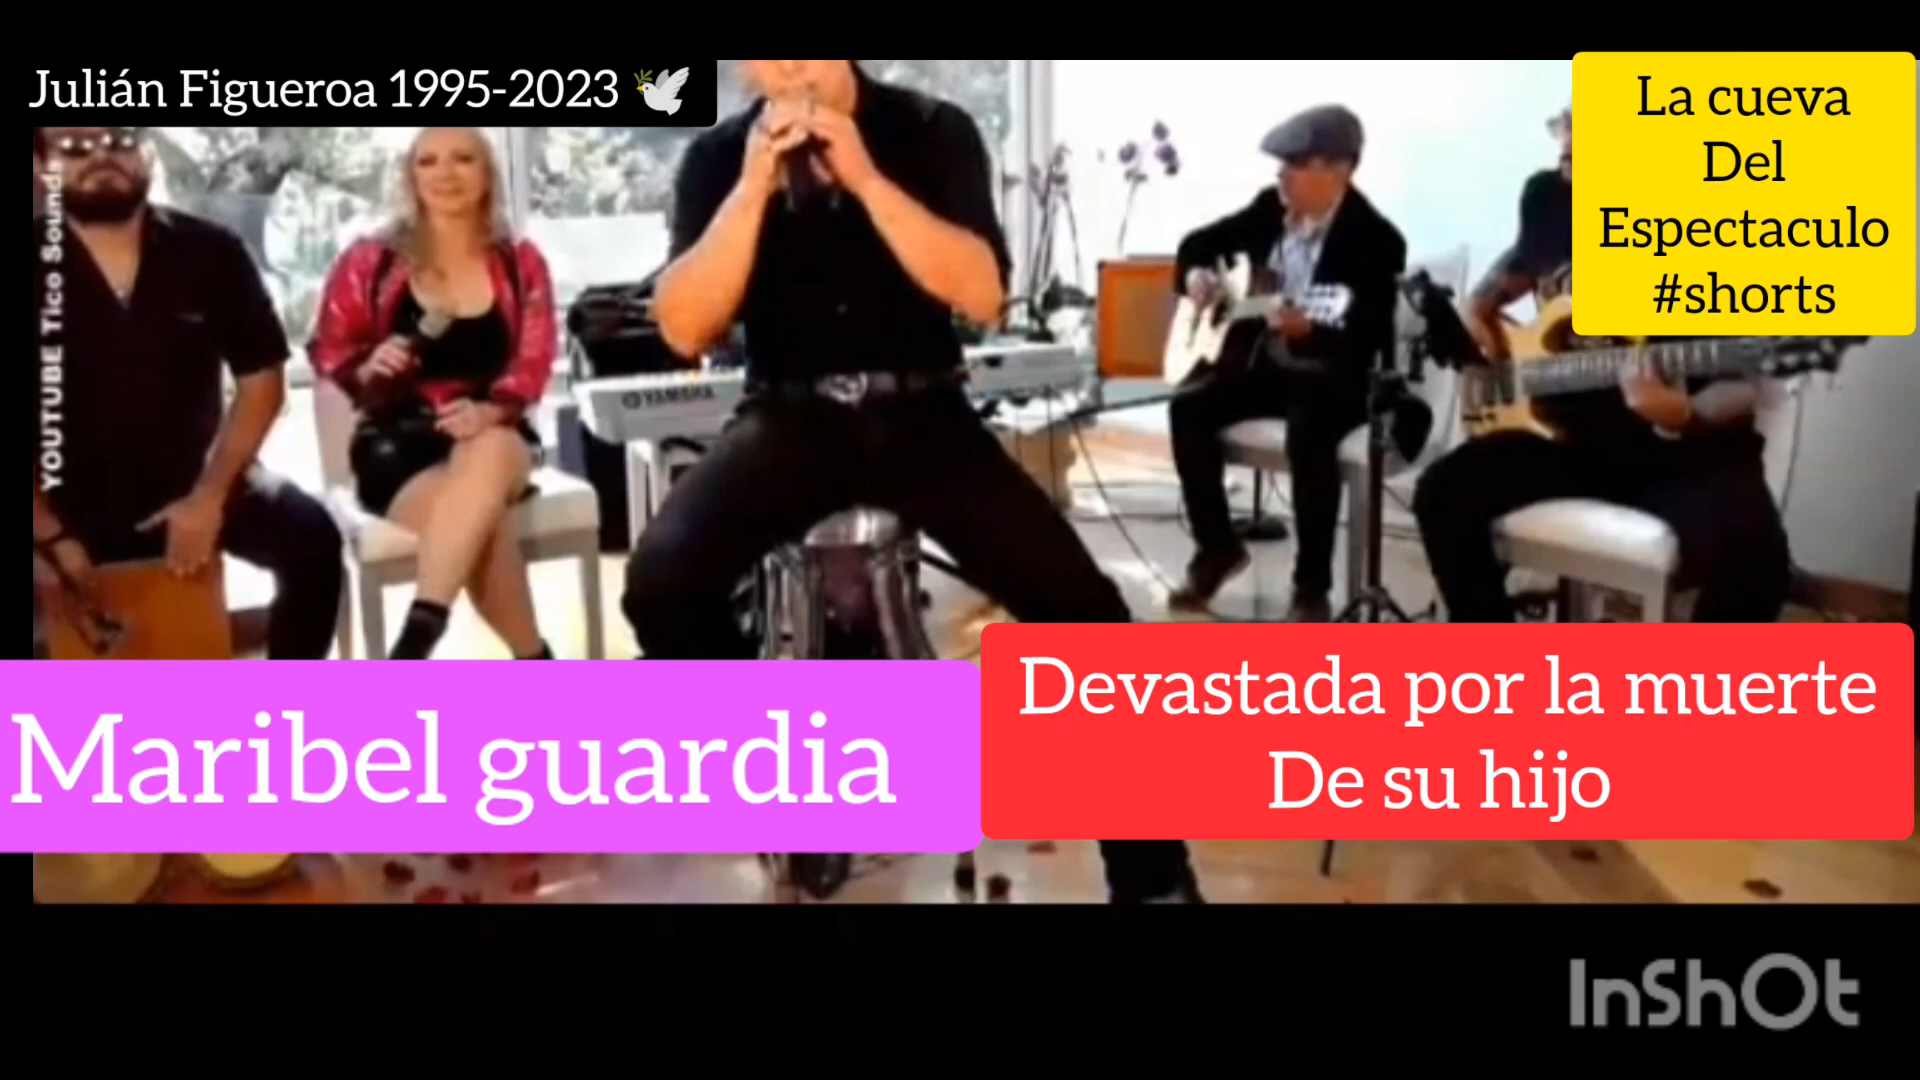 Julián Figueroa 1995-2023 🕊️
La cueva
Del
Espectaculo
#shorts
YOUTUBE Tico Sounds
YAMAHA
Maribel guardia
Devastada por la muerte
De su hijo
InShOt